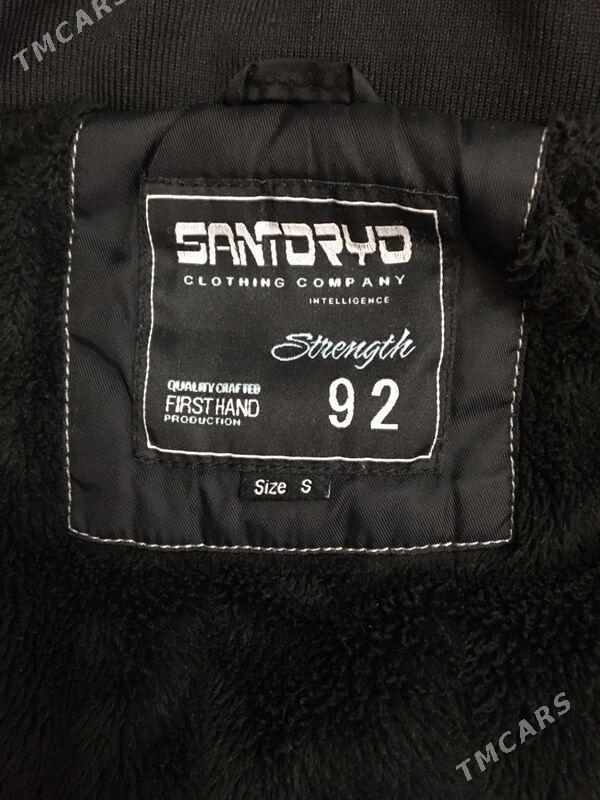 TMCARS
SANTORYO
CLOTHING COMPANY
INTELLIGENCE
Strength
QUALITY CRAFTED
FIRST HAND
PRODUCTION
92
Size S
TMCARS